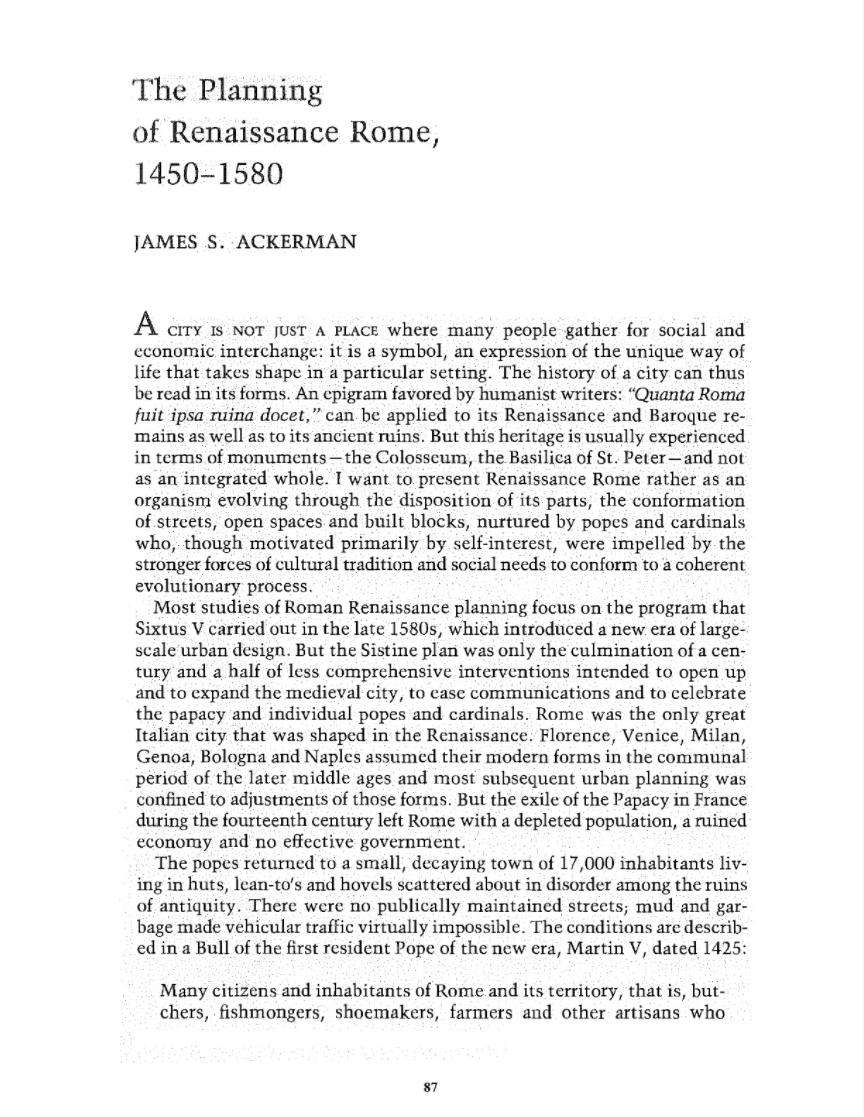 The Planning
of Renaissance Rome,
1450–1580
JAMES S. ACKERMAN
A CITY IS NOT JUST A PLACE where many people gather for social and
economic interchange: it is a symbol, an expression of the unique way of
life that takes shape in a particular setting. The history of a city can thus
be read in its forms. An epigram favored by humanist writers: "Quanta Roma
fuit ipsa ruina docet," can be applied to its Renaissance and Baroque re-
mains as well as to its ancient ruins. But this heritage is usually experienced
in terms of monuments—the Colosseum, the Basilica of St. Peter—and not
as an integrated whole. I want to present Renaissance Rome rather as an
organism evolving through the disposition of its parts, the conformation
of streets, open spaces and built blocks, nurtured by popes and cardinals
who, though motivated primarily by self-interest, were impelled by the
stronger forces of cultural tradition and social needs to conform to a coherent
evolutionary process.
Most studies of Roman Renaissance planning focus on the program that
Sixtus V carried out in the late 1580s, which introduced a new era of large-
scale urban design. But the Sistine plan was only the culmination of a cen-
tury and a half of less comprehensive interventions intended to open up
and to expand the medieval city, to ease communications and to celebrate
the papacy and individual popes and cardinals. Rome was the only great
Italian city that was shaped in the Renaissance. Florence, Venice, Milan,
Genoa, Bologna and Naples assumed their modern forms in the communal
period of the later middle ages and most subsequent urban planning was
confined to adjustments of those forms. But the exile of the Papacy in France
during the fourteenth century left Rome with a depleted population, a ruined
economy and no effective government.
The popes returned to a small, decaying town of 17,000 inhabitants liv-
ing in huts, lean-to's and hovels scattered about in disorder among the ruins
of antiquity. There were no publically maintained streets; mud and gar-
bage made vehicular traffic virtually impossible. The conditions are describ-
ed in a Bull of the first resident Pope of the new era, Martin V, dated 1425:
Many citizens and inhabitants of Rome and its territory, that is, but-
chers, fishmongers, shoemakers, farmers and other artisans who
87